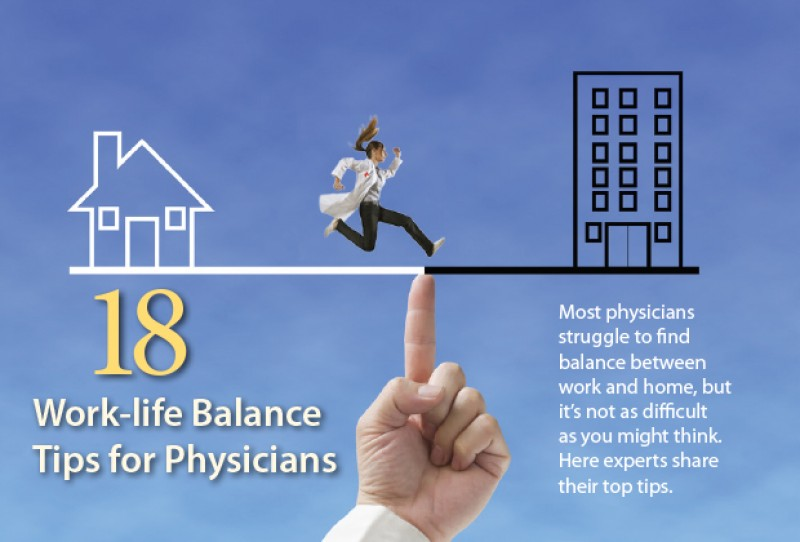 18
Work-life Balance
Tips for Physicians
Most physicians
struggle to find
balance between
work and home, but
it’s not as difficult
as you might think.
Here experts share
their top tips.